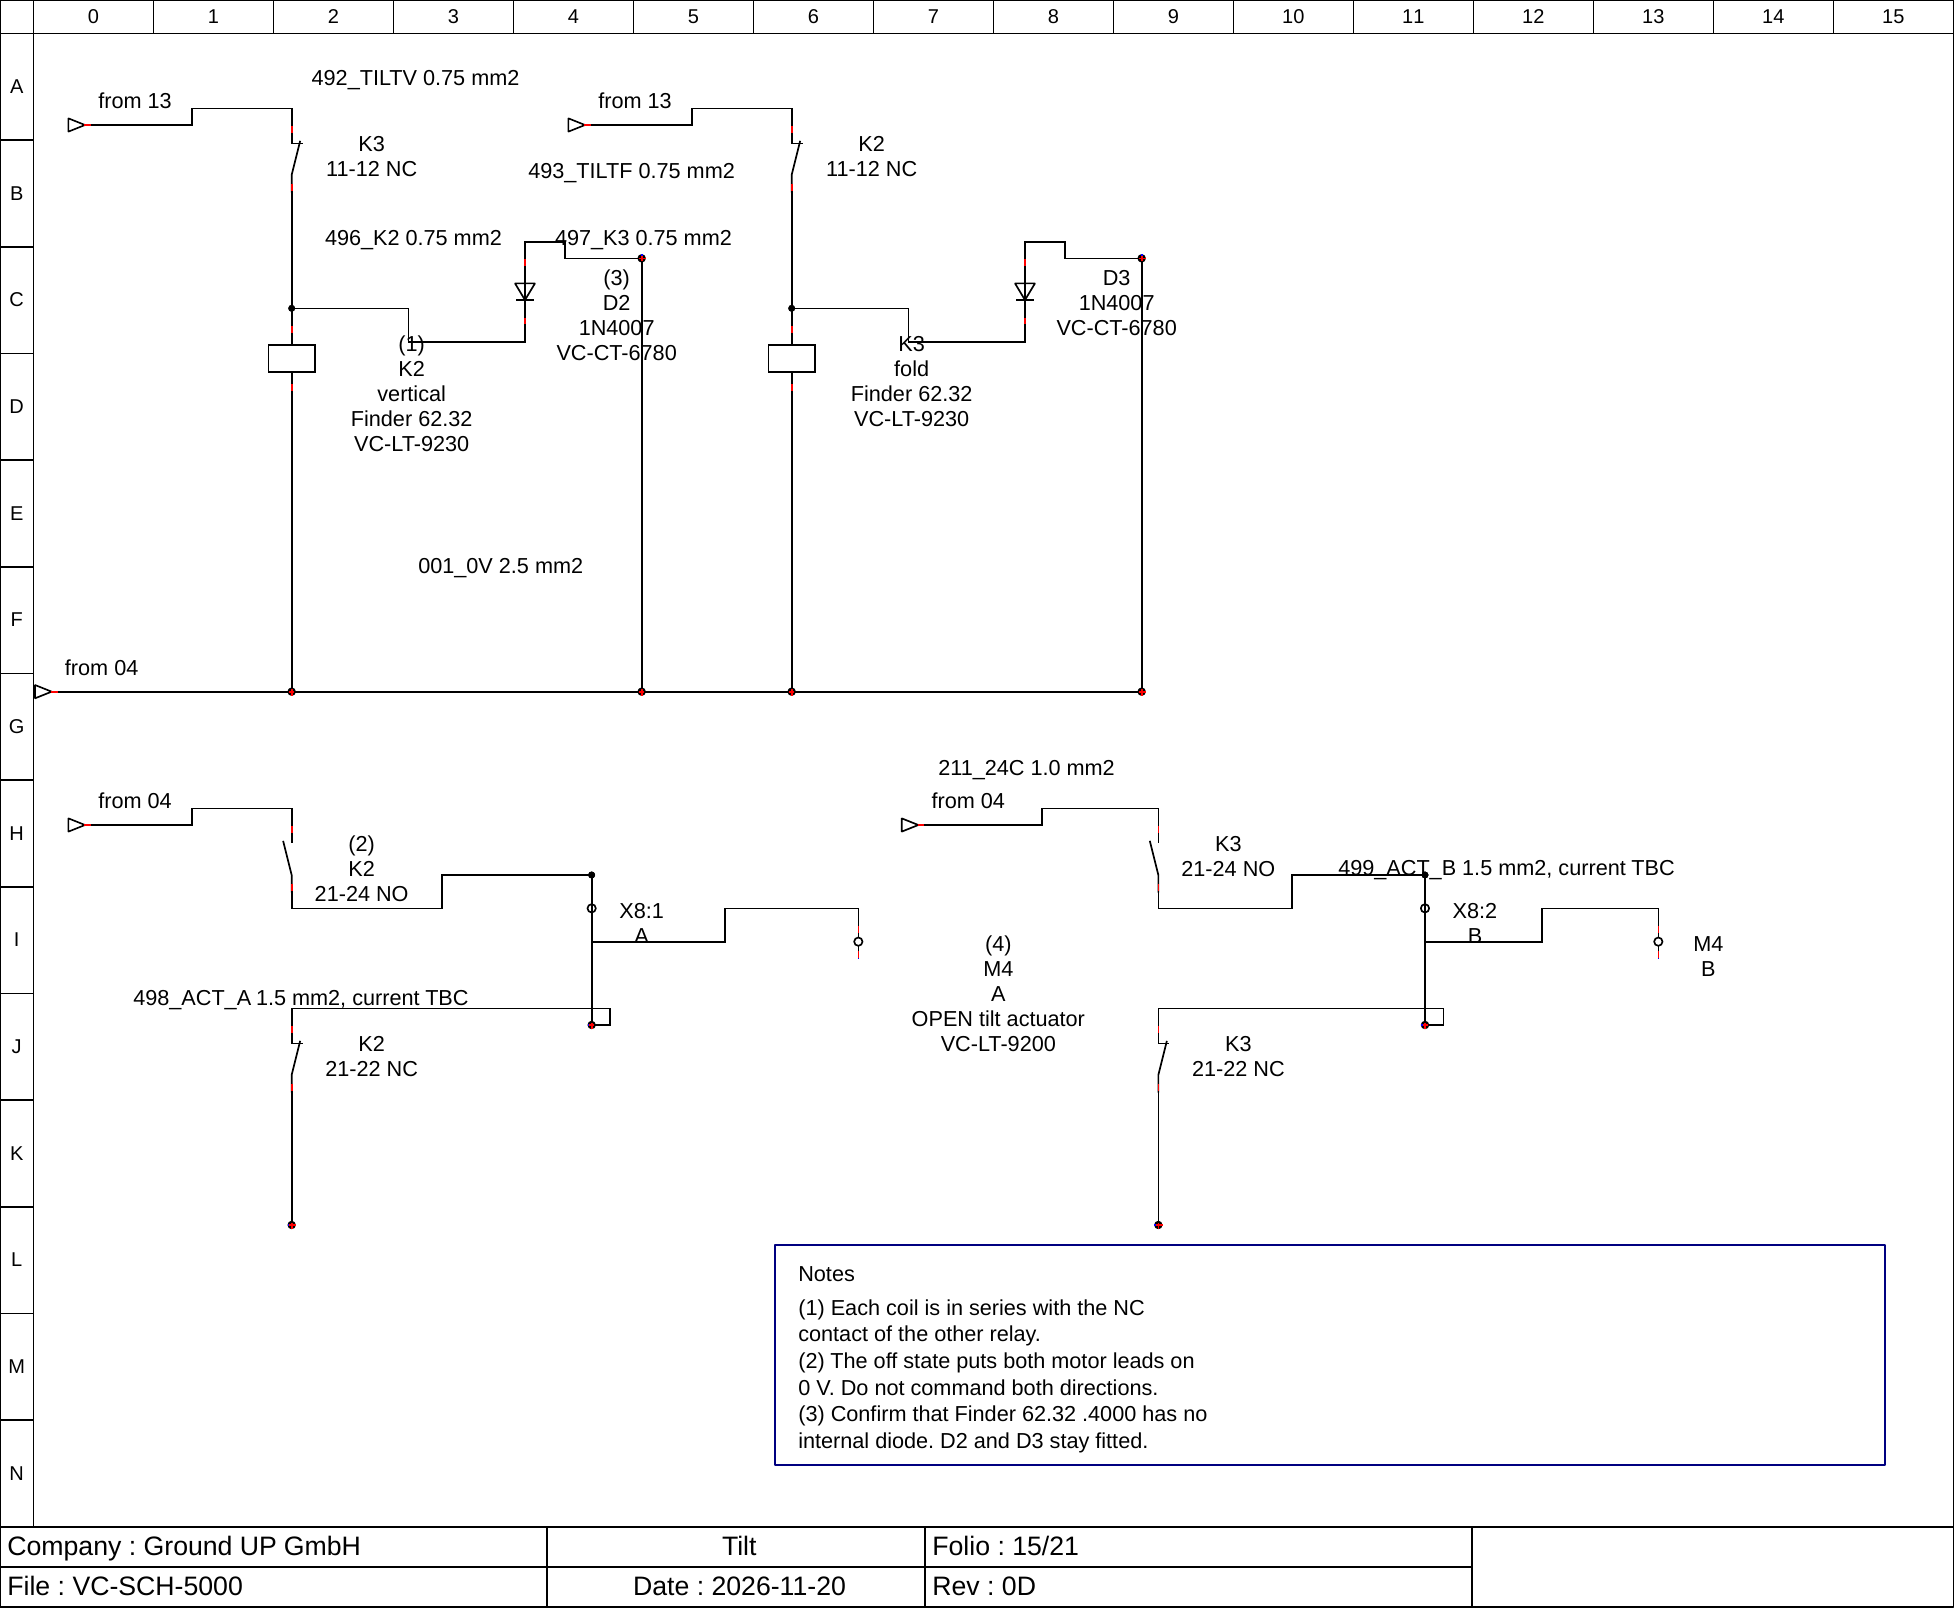 0 1 2 3 4 5 6 7 8 9 10 11 12 13 14 15
A
B
C
D
E
F
G
H
I
J
K
L
M
N
492_TILTV 0.75 mm2
from 13
K3
11-12 NC
from 13
K2
11-12 NC
493_TILTF 0.75 mm2
496_K2 0.75 mm2
497_K3 0.75 mm2
(3)
D2
1N4007
VC-CT-6780
D3
1N4007
VC-CT-6780
(1)
K2
vertical
Finder 62.32
VC-LT-9230
K3
fold
Finder 62.32
VC-LT-9230
001_0V 2.5 mm2
from 04
211_24C 1.0 mm2
from 04
(2)
K2
21-24 NO
from 04
K3
21-24 NO
499_ACT_B 1.5 mm2, current TBC
X8:1
A
X8:2
B
(4)
M4
A
OPEN tilt actuator
VC-LT-9200
M4
B
498_ACT_A 1.5 mm2, current TBC
K2
21-22 NC
K3
21-22 NC
Notes
(1) Each coil is in series with the NC
contact of the other relay.
(2) The off state puts both motor leads on
0 V. Do not command both directions.
(3) Confirm that Finder 62.32 .4000 has no
internal diode. D2 and D3 stay fitted.
Company : Ground UP GmbH
Tilt
Folio : 15/21
File : VC-SCH-5000
Date : 2026-11-20
Rev : 0D